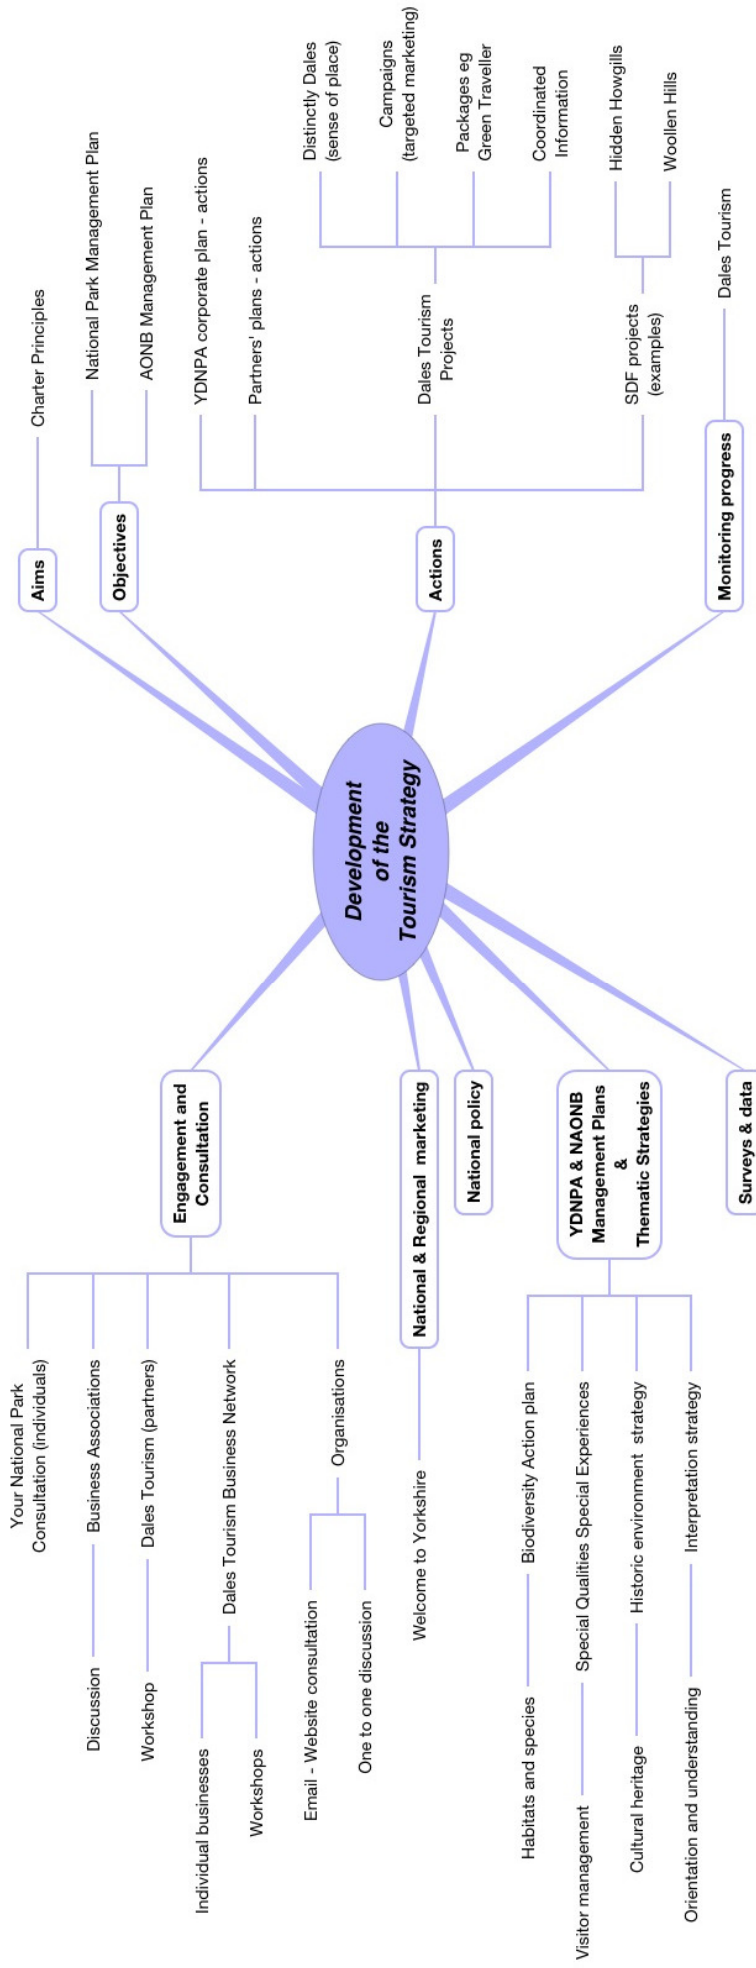 Development
of the
Tourism Strategy
Aims
Charter Principles
Objectives
National Park Management Plan
AONB Management Plan
Actions
YDNPA corporate plan - actions
Partners' plans - actions
Dales Tourism
Projects
Distinctly Dales
(sense of place)
Campaigns
(targeted marketing)
Packages eg
Green Traveller
Coordinated
Information
SDF projects
(examples)
Hidden Howgills
Woollen Hills
Monitoring progress
Dales Tourism
Engagement and
Consultation
Your National Park
Consultation (individuals)
Business Associations
Discussion
Dales Tourism (partners)
Workshop
Dales Tourism Business Network
Individual businesses
Workshops
Organisations
Email - Website consultation
One to one discussion
National & Regional marketing
Welcome to Yorkshire
National policy
YDNPA & NAONB
Management Plans
&
Thematic Strategies
Biodiversity Action plan
Habitats and species
Special Qualities Special Experiences
Visitor management
Historic environment strategy
Cultural heritage
Interpretation strategy
Orientation and understanding
Surveys & data